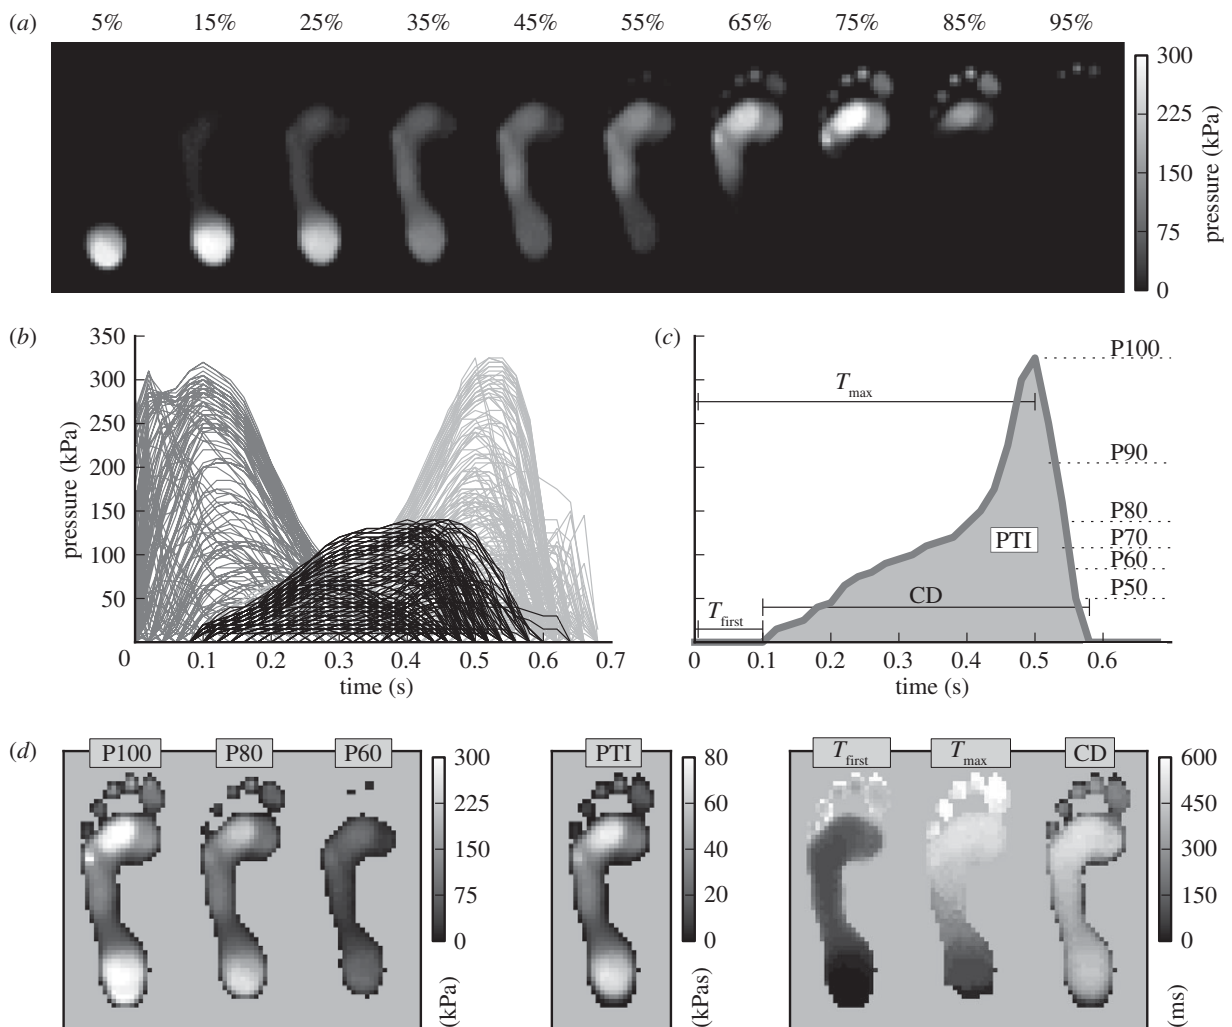 (a) 5% 15% 25% 35% 45% 55% 65% 75% 85% 95%
300
225
150
75
0
pressure (kPa)
(b)
350
300
250
200
150
100
50
0 0.1 0.2 0.3 0.4 0.5 0.6 0.7
pressure (kPa)
time (s)
(c)
P100
Tmax
P90
P80
P70
P60
P50
PTI
CD
Tfirst
0 0.1 0.2 0.3 0.4 0.5 0.6
time (s)
(d)
P100 P80 P60
300
225
150
75
0
(kPa)
PTI
80
60
40
20
0
(kPas)
Tfirst Tmax CD
600
450
300
150
0
(ms)